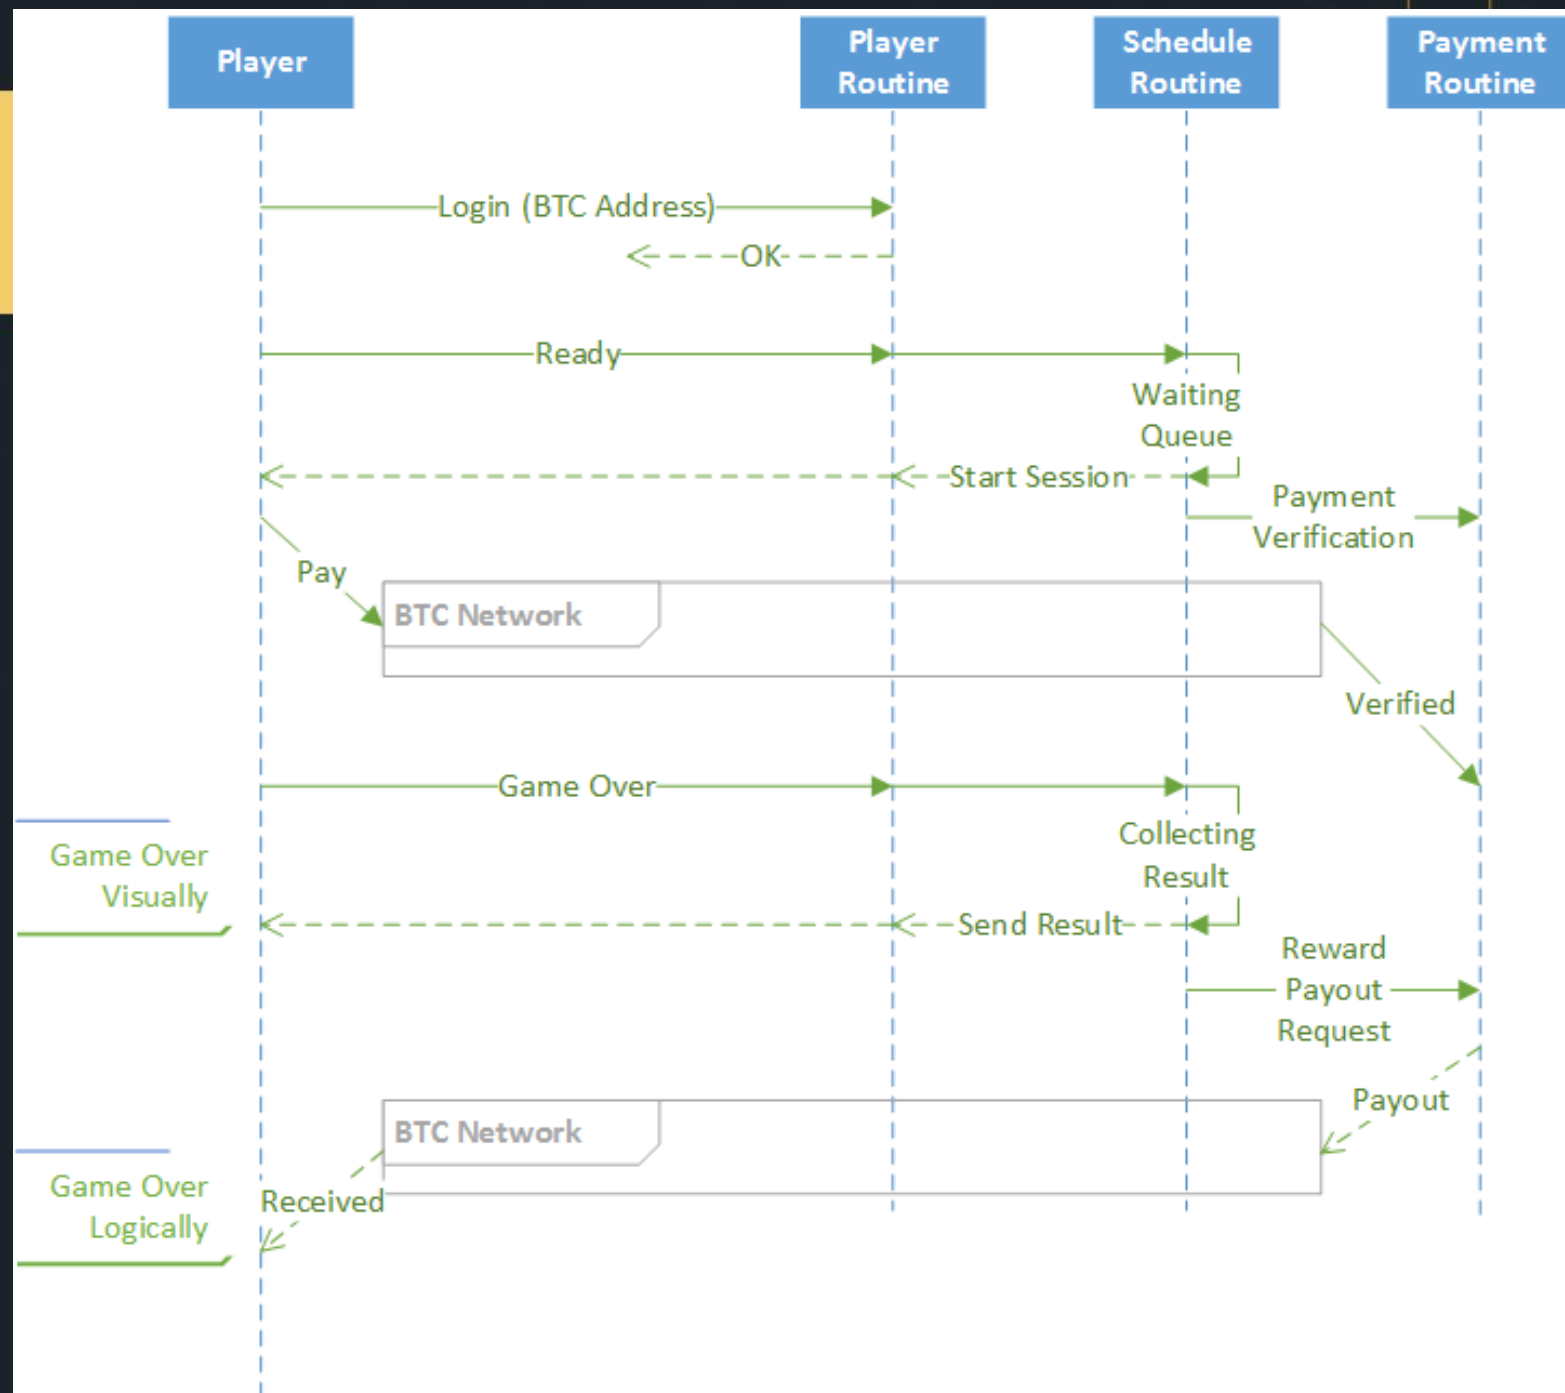 Player
Player
Routine
Schedule
Routine
Payment
Routine
Login (BTC Address)
OK
Ready
Waiting
Queue
Start Session
Payment
Verification
Pay
BTC Network
Verified
Game Over
Collecting
Result
Game Over
Visually
Send Result
Reward
Payout
Request
Payout
BTC Network
Game Over
Logically
Received